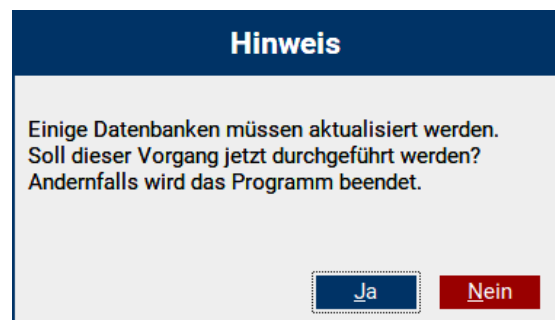 Hinweis
Einige Datenbanken müssen aktualisiert werden.
Soll dieser Vorgang jetzt durchgeführt werden?
Andernfalls wird das Programm beendet.
Ja
Nein